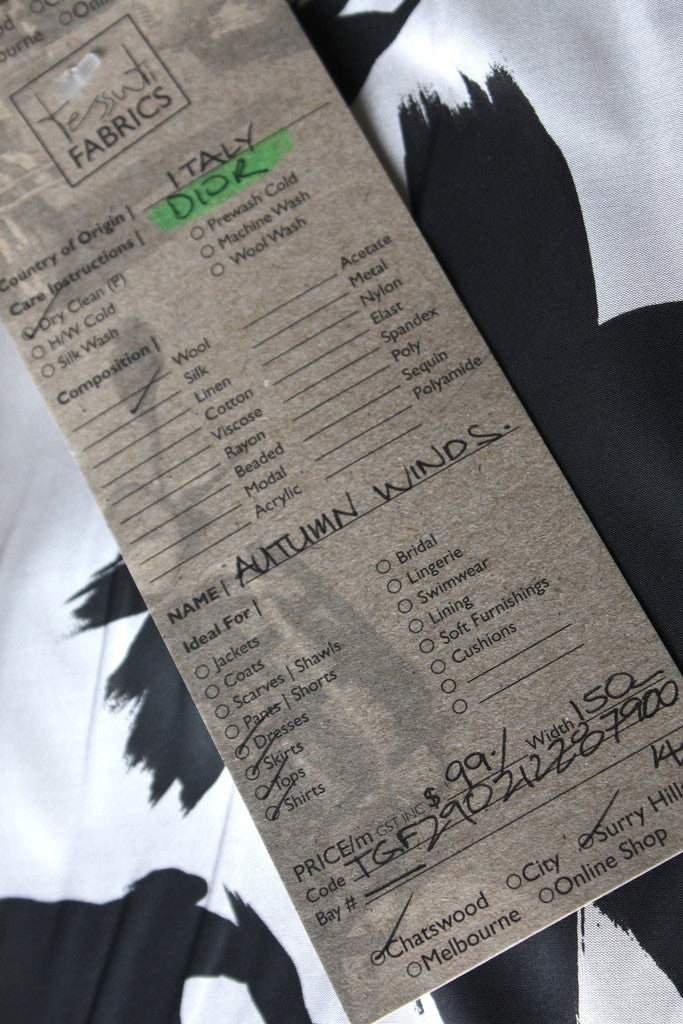 ourne
Onli
tessuti
FABRICS
Country of Origin | ITALY
DIOR
Care Instructions |
Dry Clean (P)
H/W Cold
Silk Wash
Prewash Cold
Machine Wash
Wool Wash
Composition |
Wool
Silk
Linen
Cotton
Viscose
Rayon
Beaded
Modal
Acrylic
Acetate
Metal
Nylon
Elast
Spandex
Poly
Sequin
Polyamide
NAME | AUTUMN WINDS.
Ideal For |
Jackets
Coats
Scarves | Shawls
Pants | Shorts
Dresses
Skirts
Tops
Shirts
Bridal
Lingerie
Swimwear
Lining
Soft Furnishings
Cushions
PRICE/m GST INC $ 99./ Width 150
Code
Bay #
Chatswood
City
Surry Hills
Melbourne
Online Shop